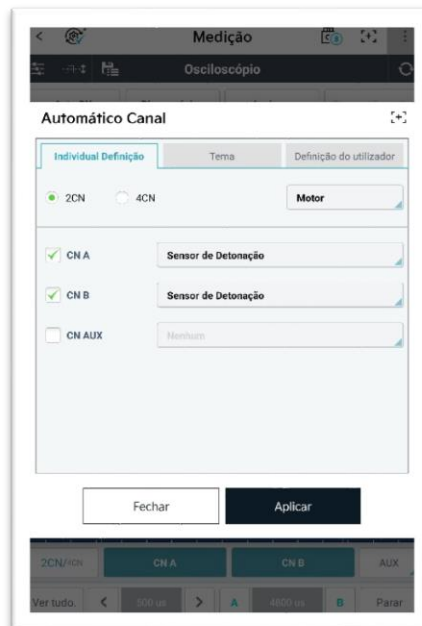 Medição
Osciloscópio
Automático Canal
Individual Definição Tema Definição do utilizador
2CN 4CN Motor
CN A Sensor de Detonação
CN B Sensor de Detonação
CN AUX Nenhum
Fechar Aplicar
2CN/4CN CN A CN B AUX
Ver tudo. < 500 us > A 4800 us B Parar